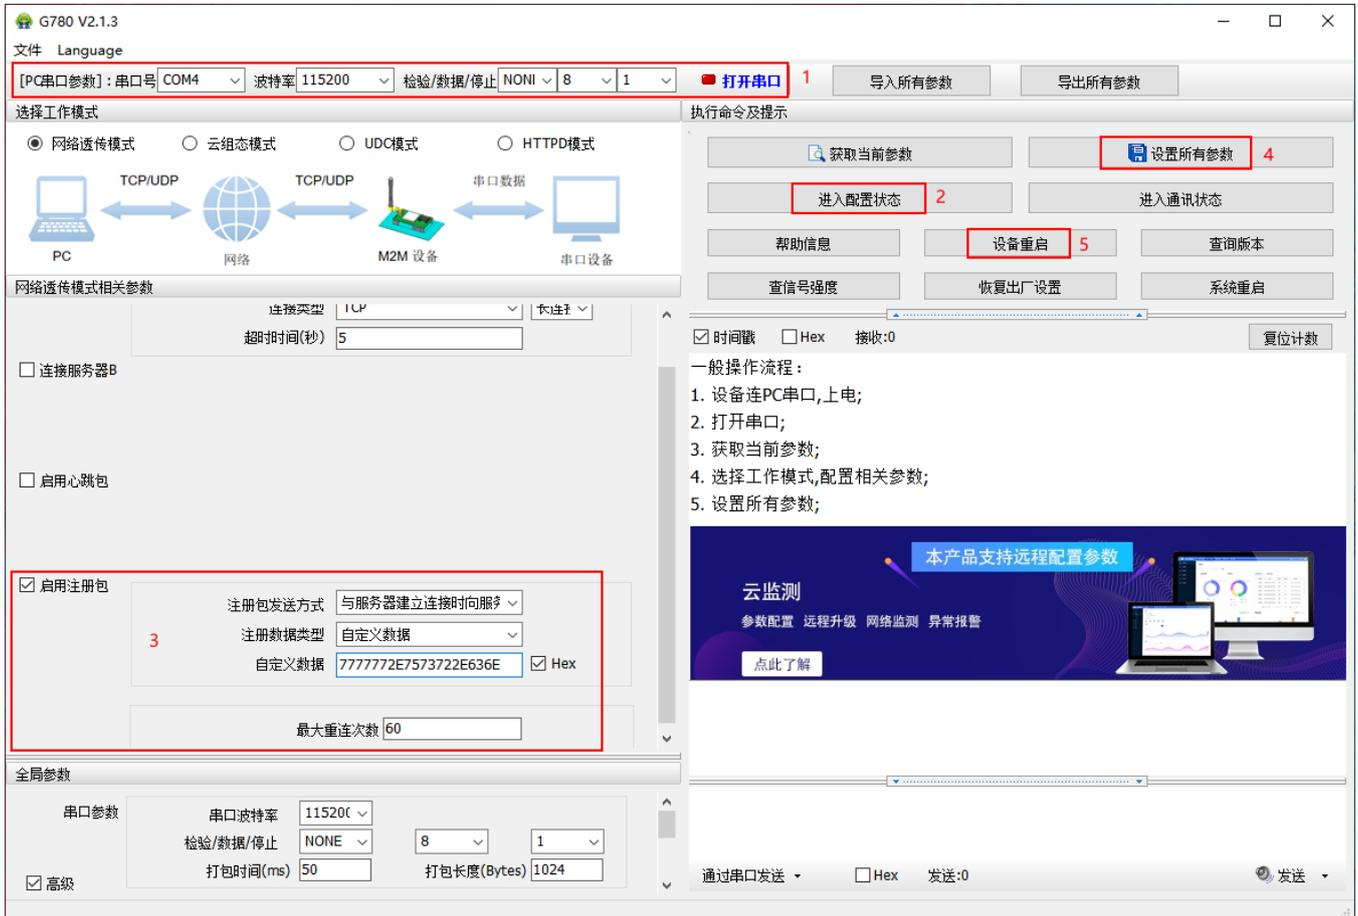 G780 V2.1.3
文件 Language
[PC串口参数]：串口号 COM4 波特率 115200 检验/数据/停止 NONI 8 1 打开串口 1 导入所有参数 导出所有参数
选择工作模式
网络透传模式 云组态模式 UDC模式 HTTPD模式
TCP/UDP TCP/UDP 串口数据
PC 网络 M2M 设备 串口设备
网络透传模式相关参数
连接类型 TCP 长连接
超时时间(秒) 5
连接服务器B
启用心跳包
启用注册包
注册包发送方式 与服务器建立连接时向服务
注册数据类型 自定义数据
3
自定义数据 7777772E7573722E636E Hex
最大重连次数 60
全局参数
串口参数 串口波特率 115200
检验/数据/停止 NONE 8 1
打包时间(ms) 50 打包长度(Bytes) 1024
高级
执行命令及提示
获取当前参数 设置所有参数 4
进入配置状态 2 进入通讯状态
帮助信息 设备重启 5 查询版本
查信号强度 恢复出厂设置 系统重启
时间戳 Hex 接收:0 复位计数
一般操作流程：
1. 设备连PC串口,上电;
2. 打开串口;
3. 获取当前参数;
4. 选择工作模式,配置相关参数;
5. 设置所有参数;
本产品支持远程配置参数
云监测
参数配置 远程升级 网络监测 异常报警
点此了解
通过串口发送 Hex 发送:0 发送